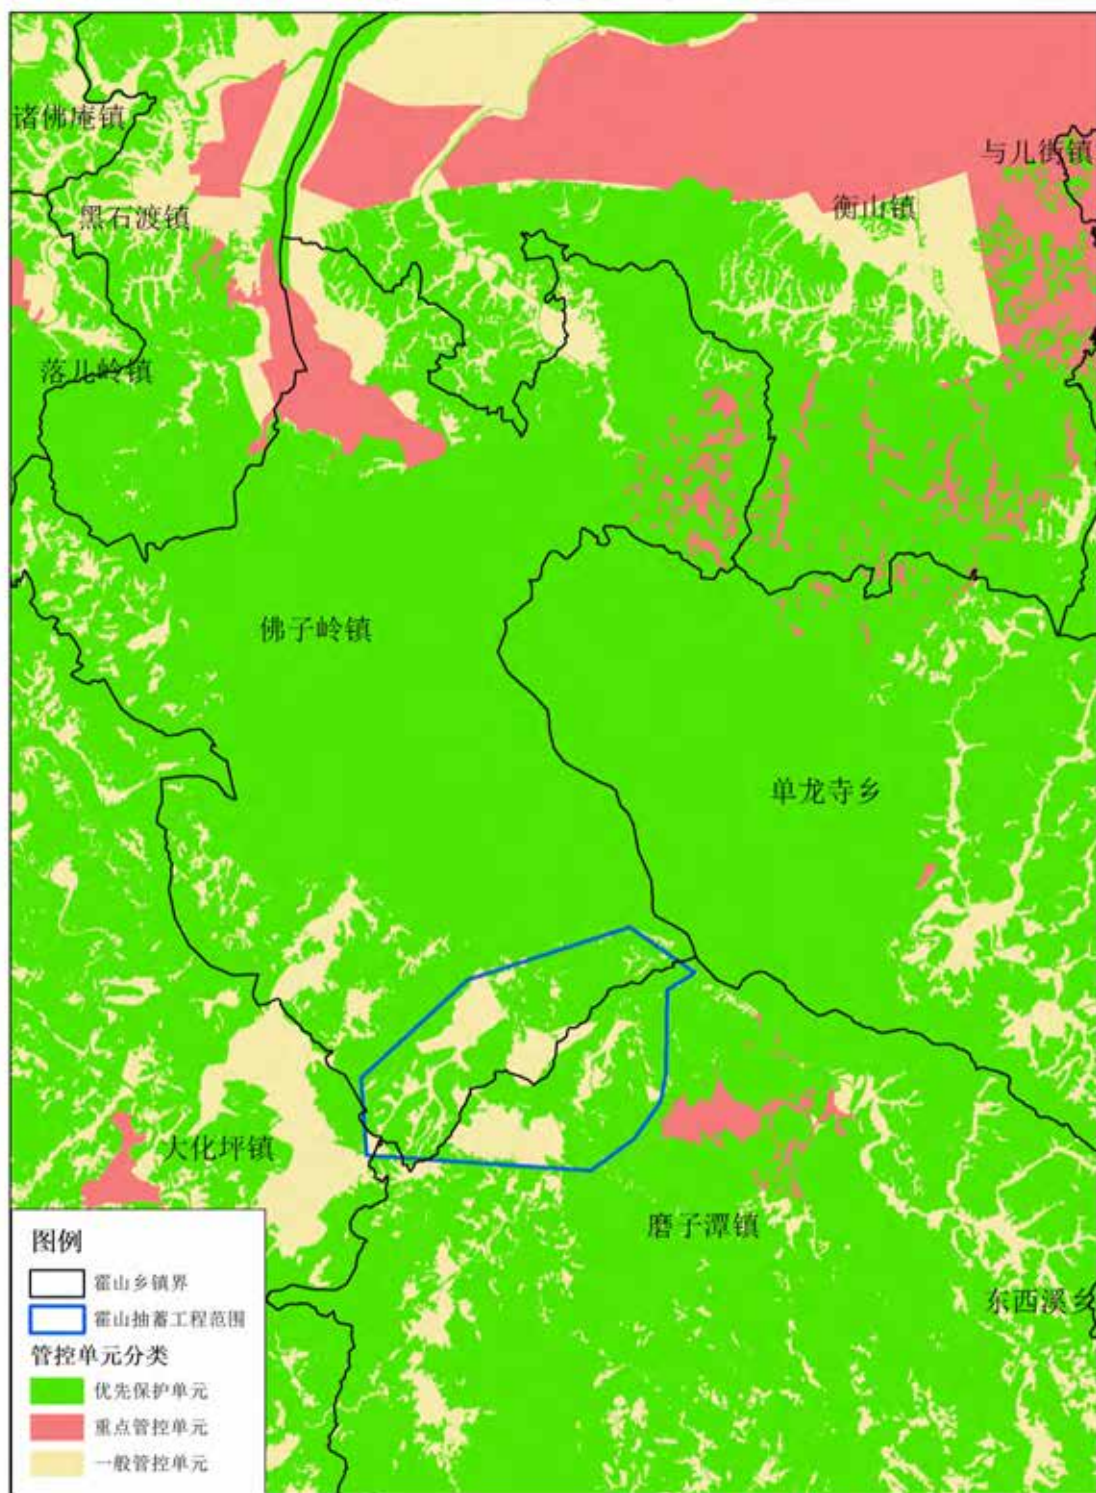 诸佛庵镇
与儿街镇
衡山镇
黑石渡镇
落儿岭镇
佛子岭镇
单龙寺乡
大化坪镇
磨子潭镇
东西溪乡
图例
霍山乡镇界
霍山抽蓄工程范围
管控单元分类
优先保护单元
重点管控单元
一般管控单元